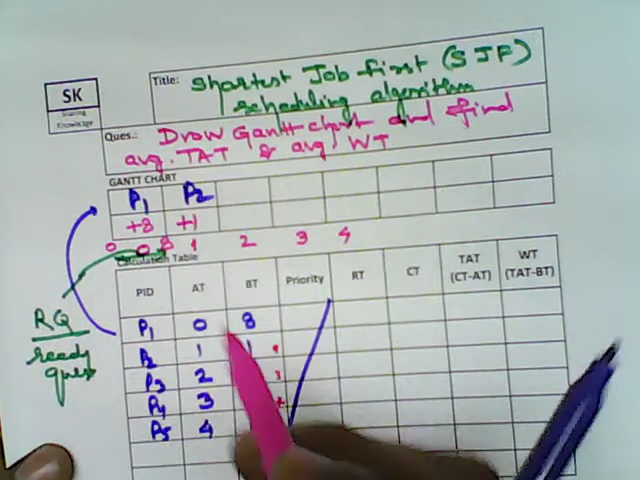 SK
Sharing
Knowledge
Title: Shortest Job first (SJF)
scheduling algorithm
Ques.: Drow Gantt chart and find
avg. TAT & avg. WT
GANTT CHART
P1 P2
+8 +1
0 0 8 1 2 3 4
Calculation Table
PID AT BT Priority RT CT TAT (CT-AT) WT (TAT-BT)
P1 0 8
P2 1 1
P3 2
P4 3
P5 4
RQ
ready